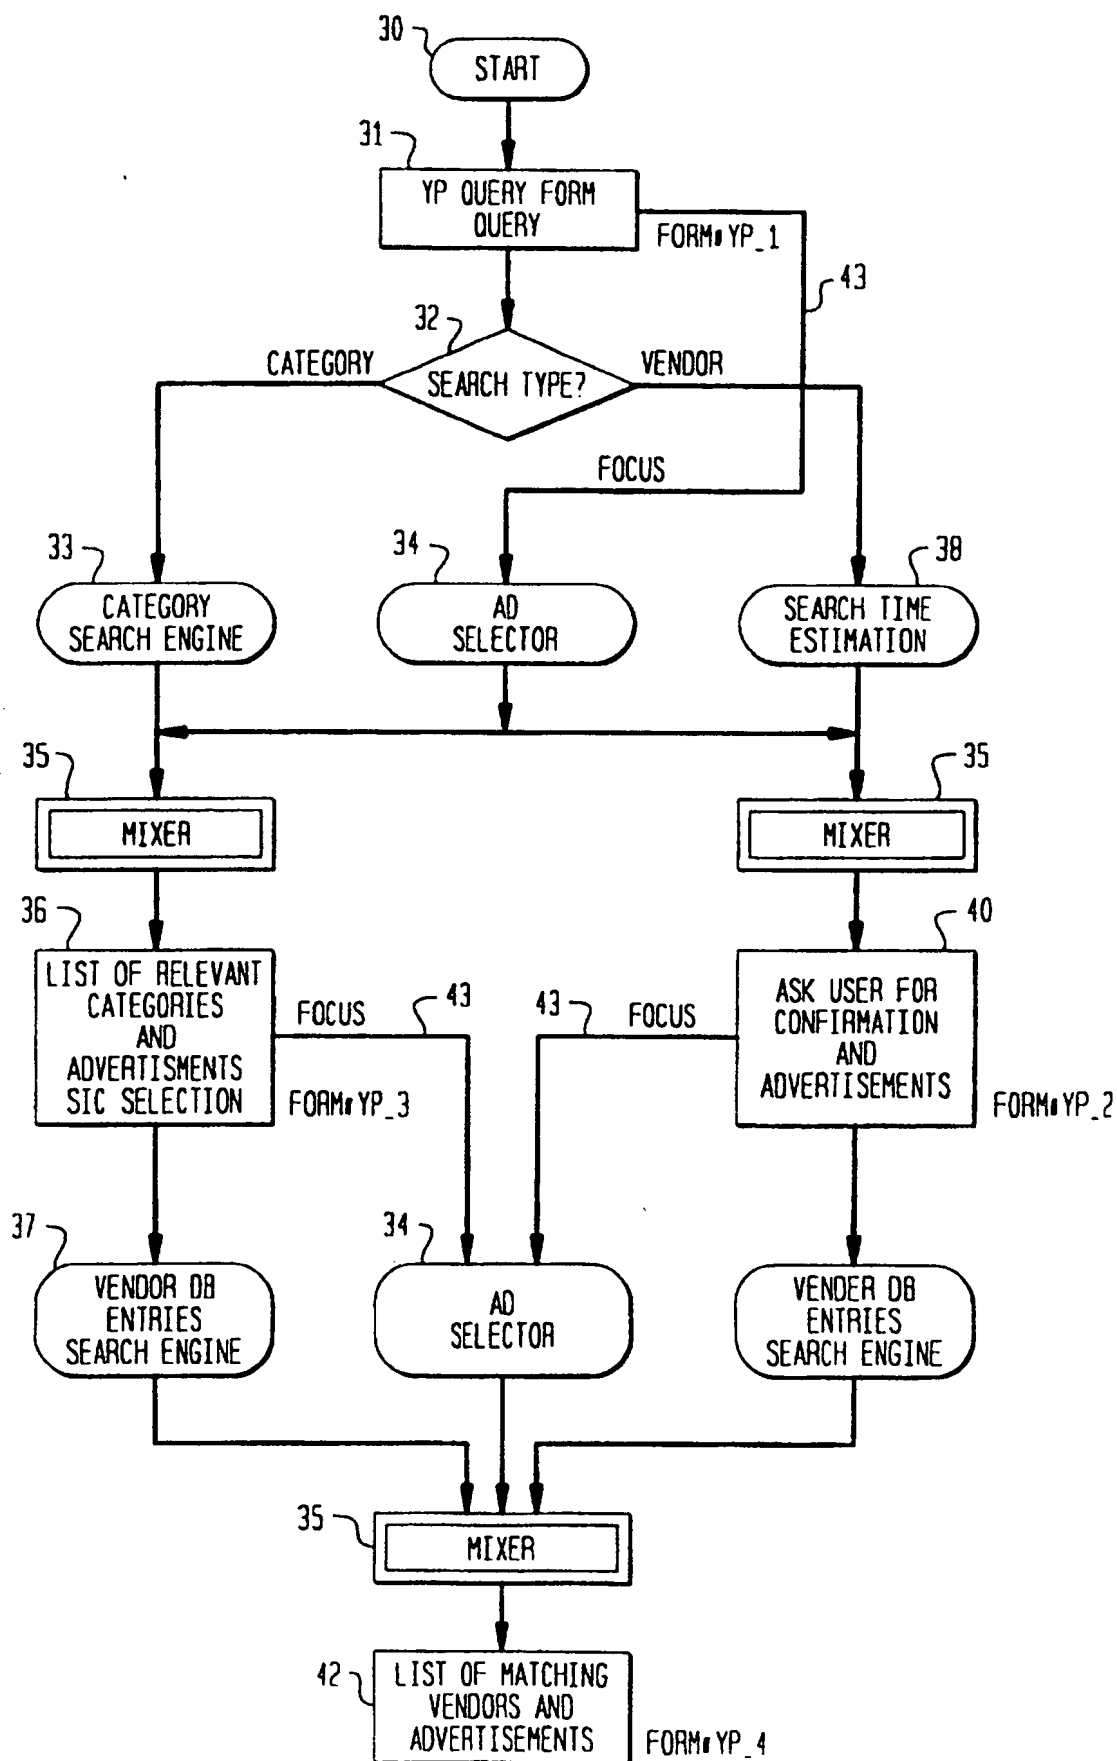 30
START
31
YP QUERY FORM
QUERY
FORM#YP_1
43
32
CATEGORY
SEARCH TYPE?
VENDOR
FOCUS
33
34
38
CATEGORY
SEARCH ENGINE
AD
SELECTOR
SEARCH TIME
ESTIMATION
35
35
MIXER
MIXER
36
40
LIST OF RELEVANT
CATEGORIES
AND
ADVERTISMENTS
SIC SELECTION
FOCUS
43
43
FOCUS
ASK USER FOR
CONFIRMATION
AND
ADVERTISEMENTS
FORM#YP_3
FORM#YP_2
37
34
VENDOR DB
ENTRIES
SEARCH ENGINE
AD
SELECTOR
VENDER DB
ENTRIES
SEARCH ENGINE
35
MIXER
42
LIST OF MATCHING
VENDORS AND
ADVERTISEMENTS
FORM#YP_4